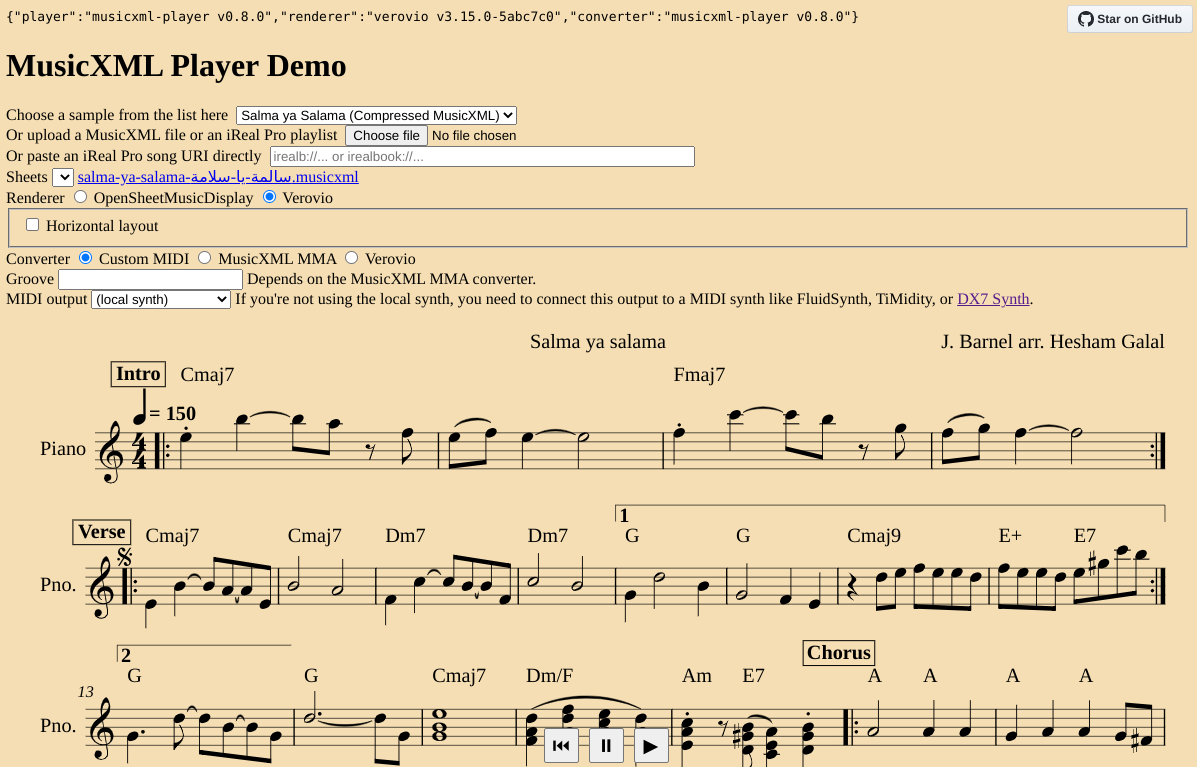 {"player":"musicxml-player v0.8.0","renderer":"verovio v3.15.0-5abc7c0","converter":"musicxml-player v0.8.0"}
Star on GitHub
MusicXML Player Demo
Choose a sample from the list here Salma ya Salama (Compressed MusicXML)
Or upload a MusicXML file or an iReal Pro playlist Choose file No file chosen
Or paste an iReal Pro song URI directly irealb://... or irealbook://...
Sheets salma-ya-salama-سالمة-يا-سلامة.musicxml
Renderer OpenSheetMusicDisplay Verovio
Horizontal layout
Converter Custom MIDI MusicXML MMA Verovio
Groove Depends on the MusicXML MMA converter.
MIDI output (local synth) If you're not using the local synth, you need to connect this output to a MIDI synth like FluidSynth, TiMidity, or DX7 Synth.
Salma ya salama J. Barnel arr. Hesham Galal
Intro Cmaj7 Fmaj7
= 150
4
4
Piano
1
Verse Cmaj7 Cmaj7 Dm7 Dm7 G G Cmaj9 E+ E7
Pno.
2 Chorus
G G Cmaj7 Dm/F Am E7 A A A A
13
Pno.